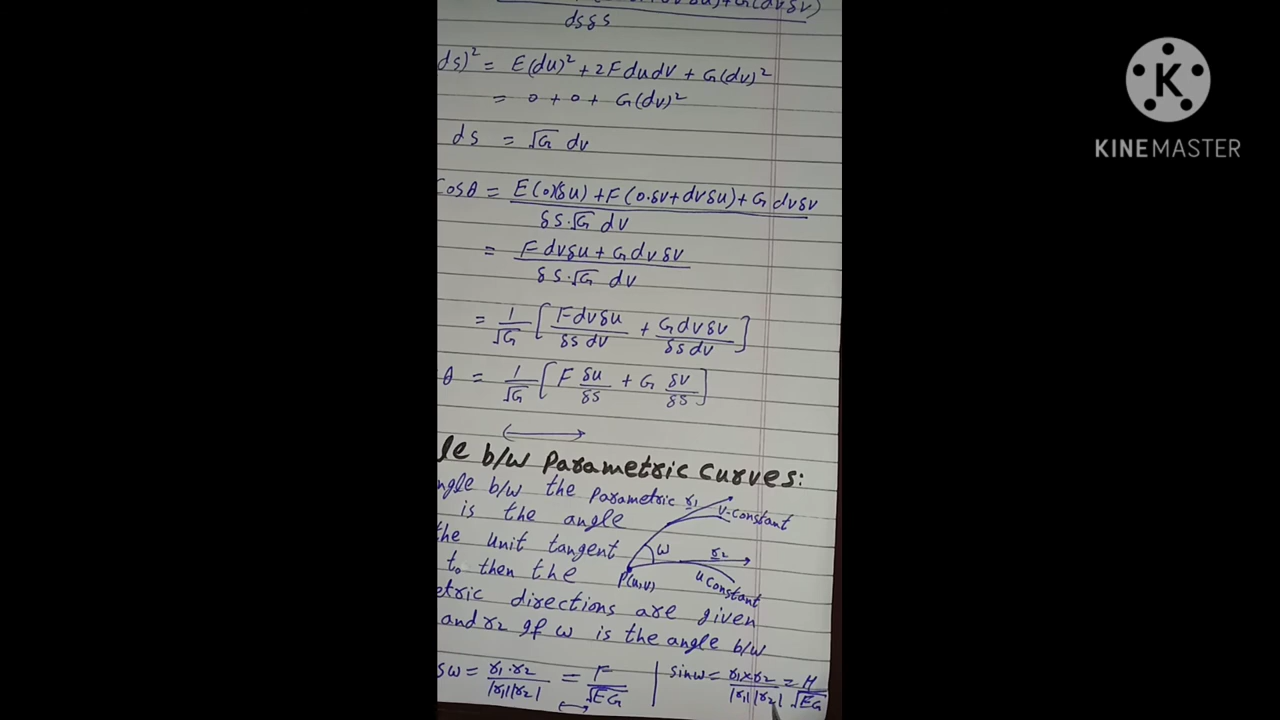 dsδs
ds)² = E(du)² + 2F du dv + G(dv)²
= 0 + 0 + G(dv)²
ds = √G dv
Cosθ = E(0)(δu) + F(0.δv + dvδu) + G dvδv
δs.√G dv
= F dvδu + G dvδv
δs.√G dv
= 1/√G [F dvδu/δs dv + G dvδv/δs dv]
θ = 1/√G [F δu/δs + G δv/δs]
le b/w Parametric Curves:
ngle b/w the Parametric r₁
v-constant
is the angle
the unit tangent ω r₂
to then the P(u,v) u constant
etric directions are given
and r₂ If ω is the angle b/w
sω = r₁·r₂/|r₁||r₂| = F/√EG | sinω = r₁×r₂/|r₁||r₂| = H/√EG
K
KINEMASTER